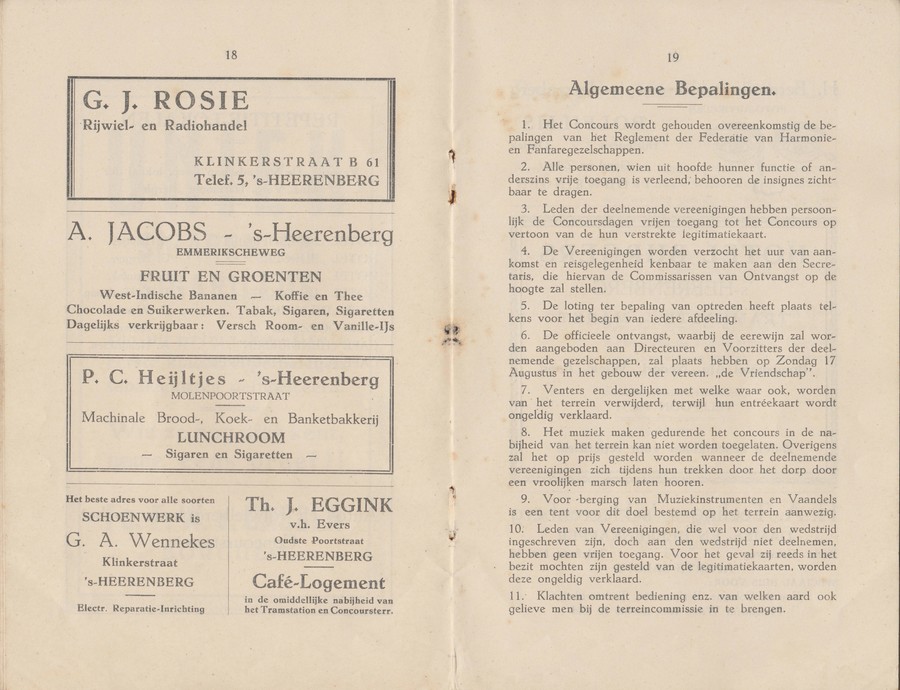 18
G. J. ROSIE
Rijwiel- en Radiohandel
KLINKERSTRAAT B 61
Telef. 5, 's-HEERENBERG
A. JACOBS - 's-Heerenberg
EMMERIKSCHEWEG
FRUIT EN GROENTEN
West-Indische Bananen — Koffie en Thee
Chocolade en Suikerwerken. Tabak, Sigaren, Sigaretten
Dagelijks verkrijgbaar: Versch Room- en Vanille-IJs
P. C. Heijltjes - 's-Heerenberg
MOLENPOORTSTRAAT
Machinale Brood-, Koek- en Banketbakkerij
LUNCHROOM
— Sigaren en Sigaretten —
Het beste adres voor alle soorten
SCHOENWERK is
G. A. Wennekes
Klinkerstraat
's-HEERENBERG
Electr. Reparatie-Inrichting
Th. J. EGGINK
v.h. Evers
Oudste Poortstraat
's-HEERENBERG
Café-Logement
in de omiddellijke nabijheid van
het Tramstation en Concoursterr.
19
Algemeene Bepalingen.
1. Het Concours wordt gehouden overeenkomstig de be-
palingen van het Reglement der Federatie van Harmonie-
en Fanfaregezelschappen.
2. Alle personen, wien uit hoofde hunner functie of an-
derszins vrije toegang is verleend, behooren de insignes zicht-
baar te dragen.
3. Leden der deelnemende vereenigingen hebben persoon-
lijk de Concoursdagen vrijen toegang tot het Concours op
vertoon van de hun verstrekte legitimatiekaart.
4. De Vereenigingen worden verzocht het uur van aan-
komst en reisgelegenheid kenbaar te maken aan den Secre-
taris, die hiervan de Commissarissen van Ontvangst op de
hoogte zal stellen.
5. De loting ter bepaling van optreden heeft plaats tel-
kens voor het begin van iedere afdeeling.
6. De officieele ontvangst, waarbij de eerewijn zal wor-
den aangeboden aan Directeuren en Voorzitters der deel-
nemende gezelschappen, zal plaats hebben op Zondag 17
Augustus in het gebouw der vereen. „de Vriendschap".
7. Venters en dergelijken met welke waar ook, worden
van het terrein verwijderd, terwijl hun entréekaart wordt
ongeldig verklaard.
8. Het muziek maken gedurende het concours in de na-
bijheid van het terrein kan niet worden toegelaten. Overigens
zal het op prijs gesteld worden wanneer de deelnemende
vereenigingen zich tijdens hun trekken door het dorp door
een vroolijken marsch laten hooren.
9. Voor -berging van Muziekinstrumenten en Vaandels
is een tent voor dit doel bestemd op het terrein aanwezig.
10. Leden van Vereenigingen, die wel voor den wedstrijd
ingeschreven zijn, doch aan den wedstrijd niet deelnemen,
hebben geen vrijen toegang. Voor het geval zij reeds in het
bezit mochten zijn gesteld van de legitimatiekaarten, worden
deze ongeldig verklaard.
11. Klachten omtrent bediening enz. van welken aard ook
gelieve men bij de terreincommissie in te brengen.